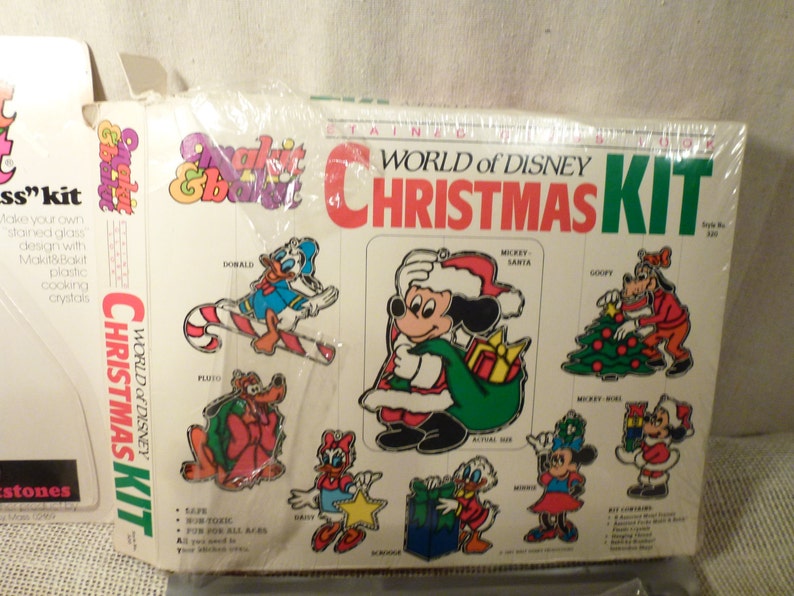 ss” kit
Make your own
"stained glass"
design with
Makit&Bakit
plastic
cooking
crystals
tstones
Makit
&Bakit
WORLD of DISNEY
CHRISTMAS KIT
Makit
&Bakit
STAINED GLASS LOOK
WORLD of DISNEY
CHRISTMAS KIT
Style No.
320
DONALD
MICKEY-
SANTA
GOOFY
PLUTO
MICKEY-NOEL
ACTUAL SIZE
DAISY
SCROOGE
MINNIE
• SAFE
• NON-TOXIC
• FUN FOR ALL AGES
All you need is
your kitchen oven.
KIT CONTAINS: